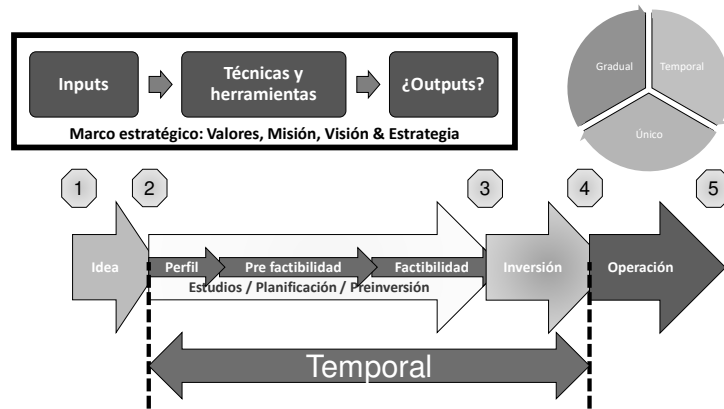 Inputs
Técnicas y
herramientas
¿Outputs?
Marco estratégico: Valores, Misión, Visión & Estrategia
Gradual
Temporal
Único
1
2
3
4
5
Idea
Perfil
Pre factibilidad
Factibilidad
Inversión
Operación
Estudios / Planificación / Preinversión
Temporal